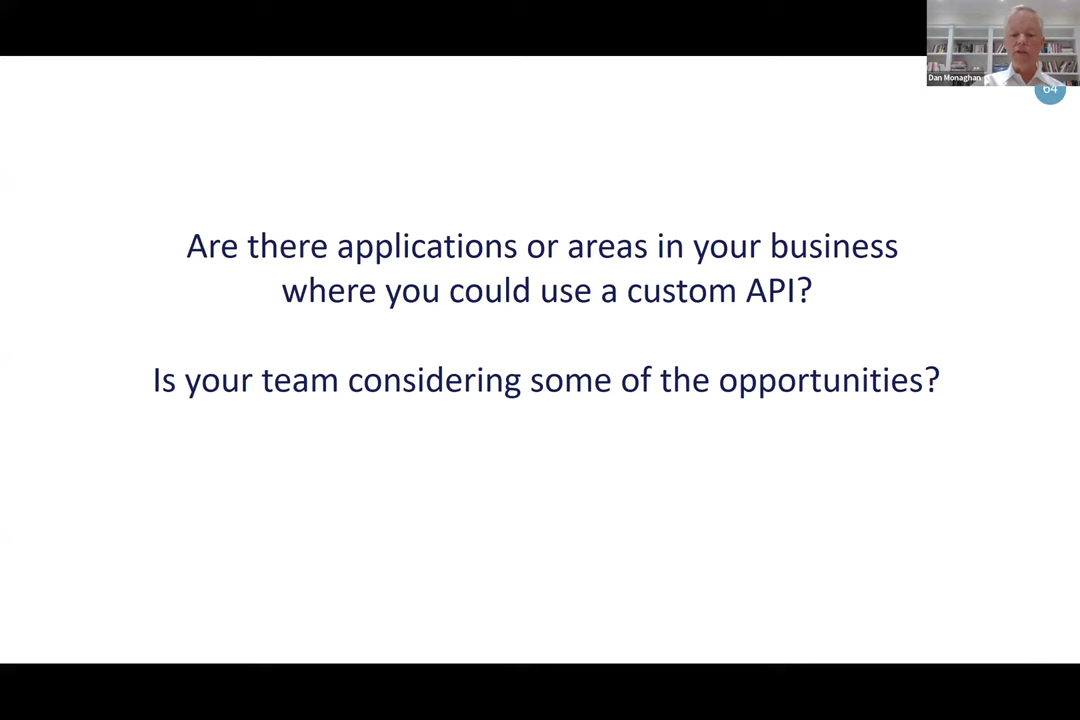 Dan Monaghan
64
Are there applications or areas in your business
where you could use a custom API?
Is your team considering some of the opportunities?